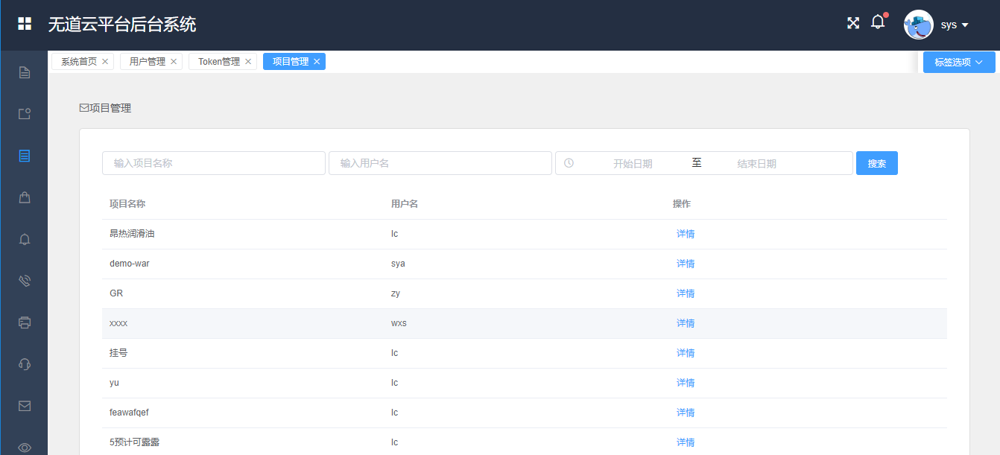 无道云平台后台系统
sys
系统首页 用户管理 Token管理 项目管理 标签选项
项目管理
输入项目名称 输入用户名 开始日期 至 结束日期 搜索
项目名称 用户名 操作
昂热润滑油 lc 详情
demo-war sya 详情
GR zy 详情
xxxx wxs 详情
挂号 lc 详情
yu lc 详情
feawafqef lc 详情
5预计可露露 lc 详情